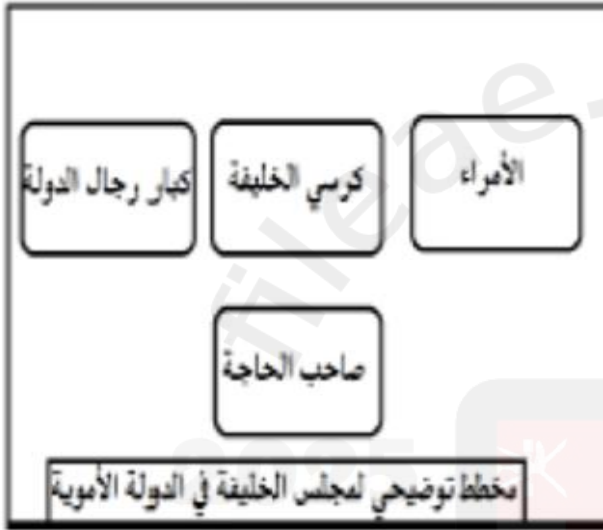 الأمراء
كرسي الخليفة
كبار رجال الدولة
صاحب الحاجة
مخطط توضيحي لمجلس الخليفة في الدولة الأموية